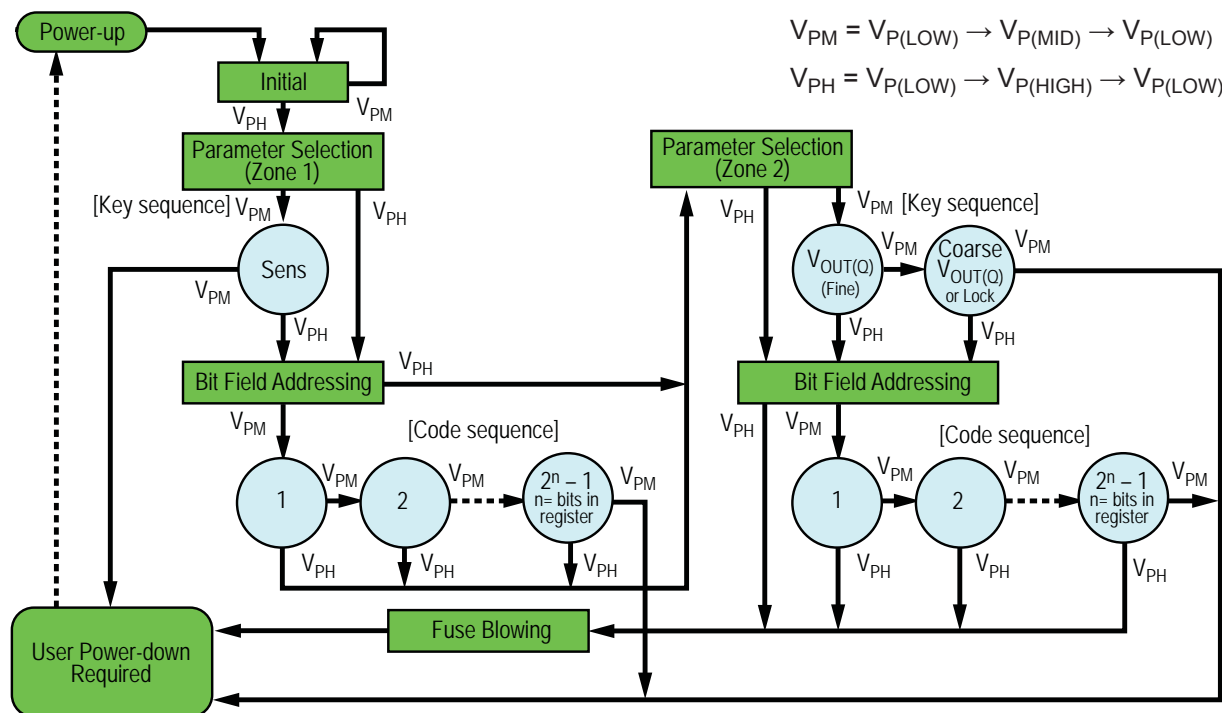 Power-up
V_PM = V_P(LOW) → V_P(MID) → V_P(LOW)
V_PH = V_P(LOW) → V_P(HIGH) → V_P(LOW)
Initial
V_PH
V_PM
Parameter Selection
(Zone 1)
[Key sequence]
V_PM
V_PH
Sens
V_PM
V_PH
Bit Field Addressing
V_PH
V_PM
[Code sequence]
1
V_PM
2
V_PM
2ⁿ – 1
n= bits in
register
V_PM
V_PH
V_PH
V_PH
Parameter Selection
(Zone 2)
V_PH
V_PM
[Key sequence]
V_OUT(Q)
(Fine)
V_PM
Coarse
V_OUT(Q)
or Lock
V_PM
V_PH
V_PH
Bit Field Addressing
V_PH
V_PM
[Code sequence]
1
V_PM
2
V_PM
2ⁿ – 1
n= bits in
register
V_PM
V_PH
V_PH
V_PH
Fuse Blowing
User Power-down
Required